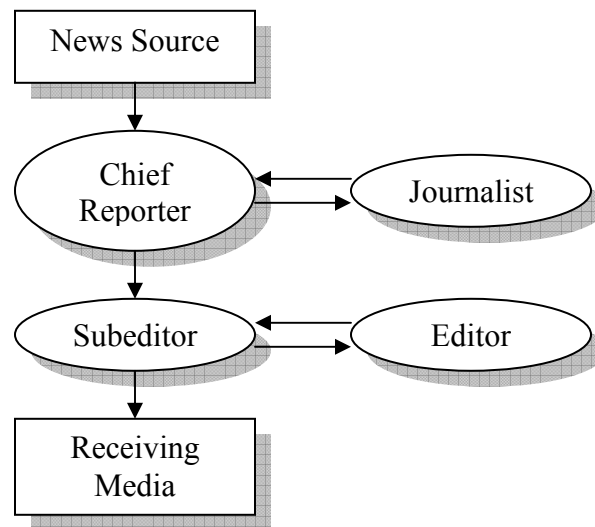 News Source
Chief
Reporter
Journalist
Subeditor
Editor
Receiving
Media